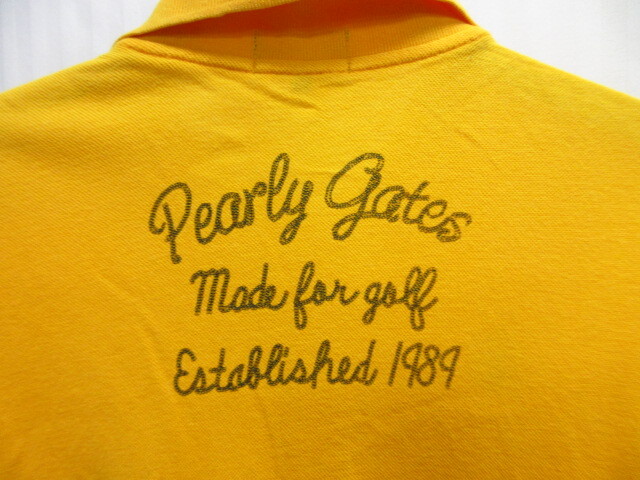 Pearly Gates
Made for golf
Established 1989